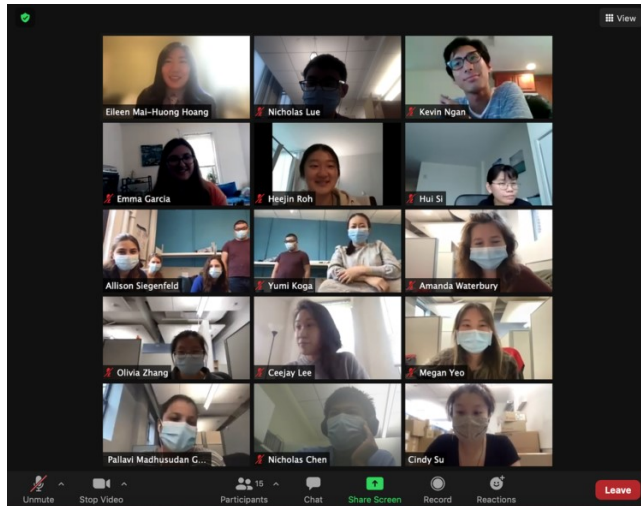 View
Eileen Mai-Huong Hoang
Nicholas Lue
Kevin Ngan
Emma Garcia
Heejin Roh
Hui Si
Allison Siegenfeld
Yumi Koga
Amanda Waterbury
Olivia Zhang
Ceejay Lee
Megan Yeo
Pallavi Madhusudan G...
Nicholas Chen
Cindy Su
15
Unmute
Stop Video
Participants
Chat
Share Screen
Record
Reactions
Leave